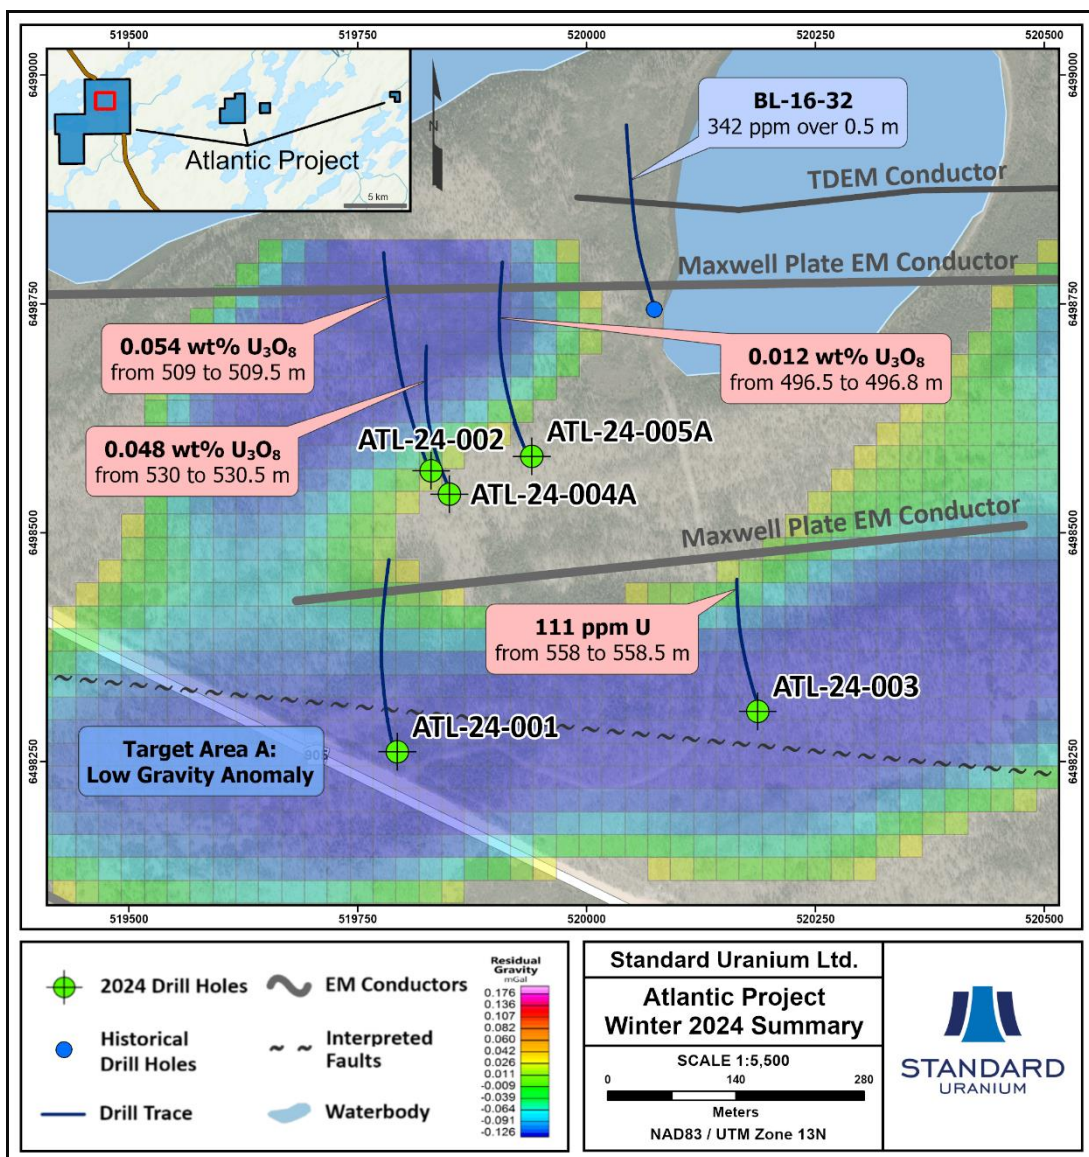 519500
519750
520000
520250
520500
6499000
6498750
6498500
6498250
6499000
6498750
6498500
6498250
Atlantic Project
5 km
N
BL-16-32
342 ppm over 0.5 m
TDEM Conductor
Maxwell Plate EM Conductor
0.054 wt% U₃O₈
from 509 to 509.5 m
0.012 wt% U₃O₈
from 496.5 to 496.8 m
0.048 wt% U₃O₈
from 530 to 530.5 m
ATL-24-002
ATL-24-005A
ATL-24-004A
Maxwell Plate EM Conductor
111 ppm U
from 558 to 558.5 m
ATL-24-003
ATL-24-001
Target Area A:
Low Gravity Anomaly
905
519500
519750
520000
520250
520500
2024 Drill Holes
EM Conductors
Historical
Drill Holes
Interpreted
Faults
Drill Trace
Waterbody
Residual
Gravity
mGal
0.176
0.136
0.107
0.082
0.060
0.042
0.026
0.011
-0.009
-0.039
-0.064
-0.091
-0.126
Standard Uranium Ltd.
Atlantic Project
Winter 2024 Summary
SCALE 1:5,500
0
140
280
Meters
NAD83 / UTM Zone 13N
STANDARD
URANIUM